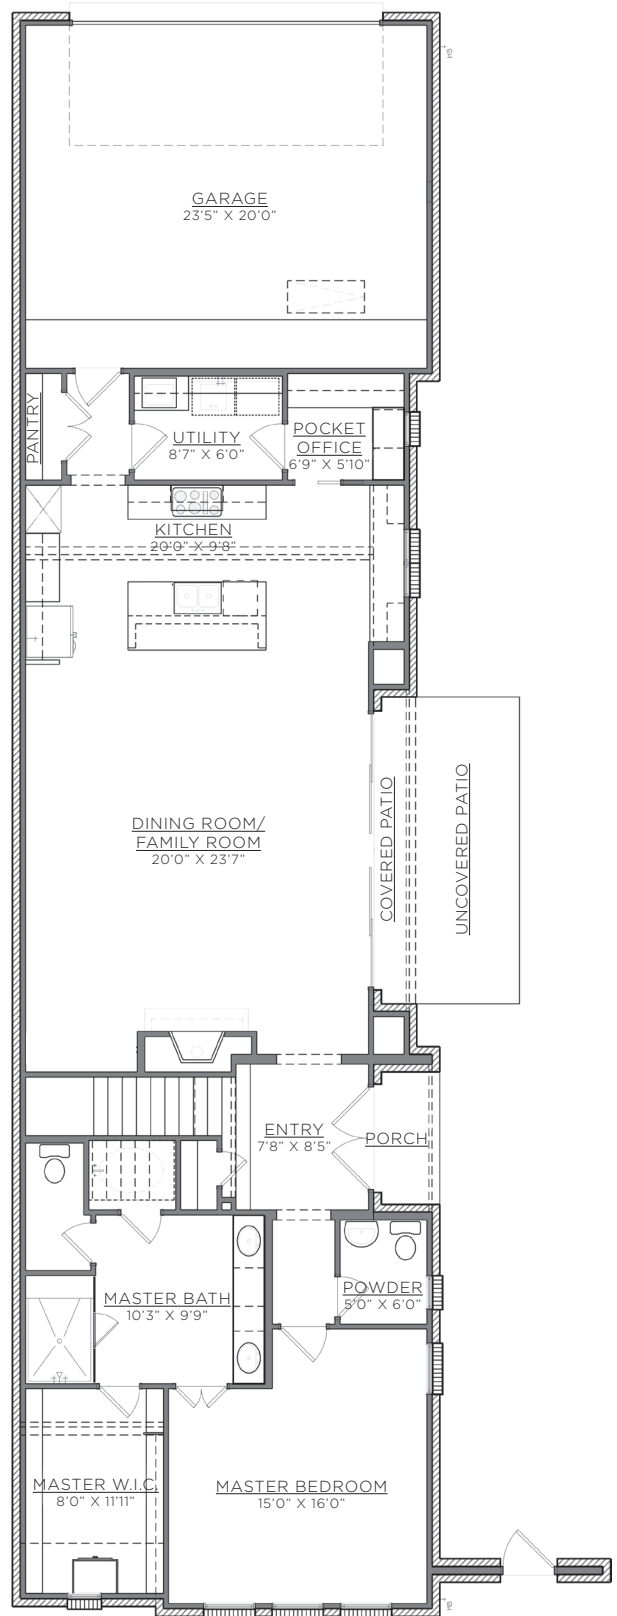 HB
GARAGE
23'5" X 20'0"
PANTRY
UTILITY
8'7" X 6'0"
POCKET
OFFICE
6'9" X 5'10"
KITCHEN
20'0" X 9'8"
DINING ROOM/
FAMILY ROOM
20'0" X 23'7"
COVERED PATIO
UNCOVERED PATIO
ENTRY
7'8" X 8'5"
PORCH
MASTER BATH
10'3" X 9'9"
POWDER
5'0" X 6'0"
MASTER W.I.C.
8'0" X 11'11"
MASTER BEDROOM
15'0" X 16'0"
HB